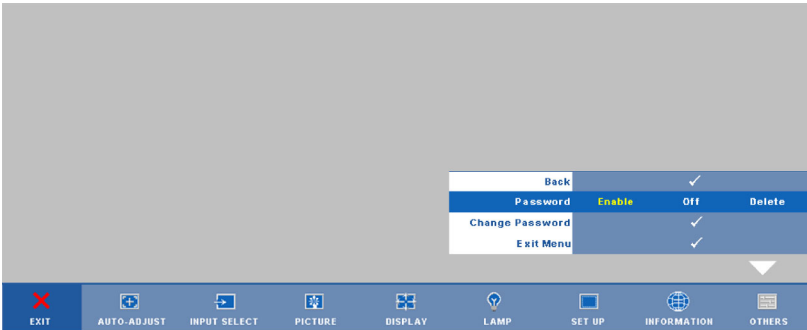 Back
Password Enable Off Delete
Change Password
Exit Menu
EXIT AUTO-ADJUST INPUT SELECT PICTURE DISPLAY LAMP SET UP INFORMATION OTHERS